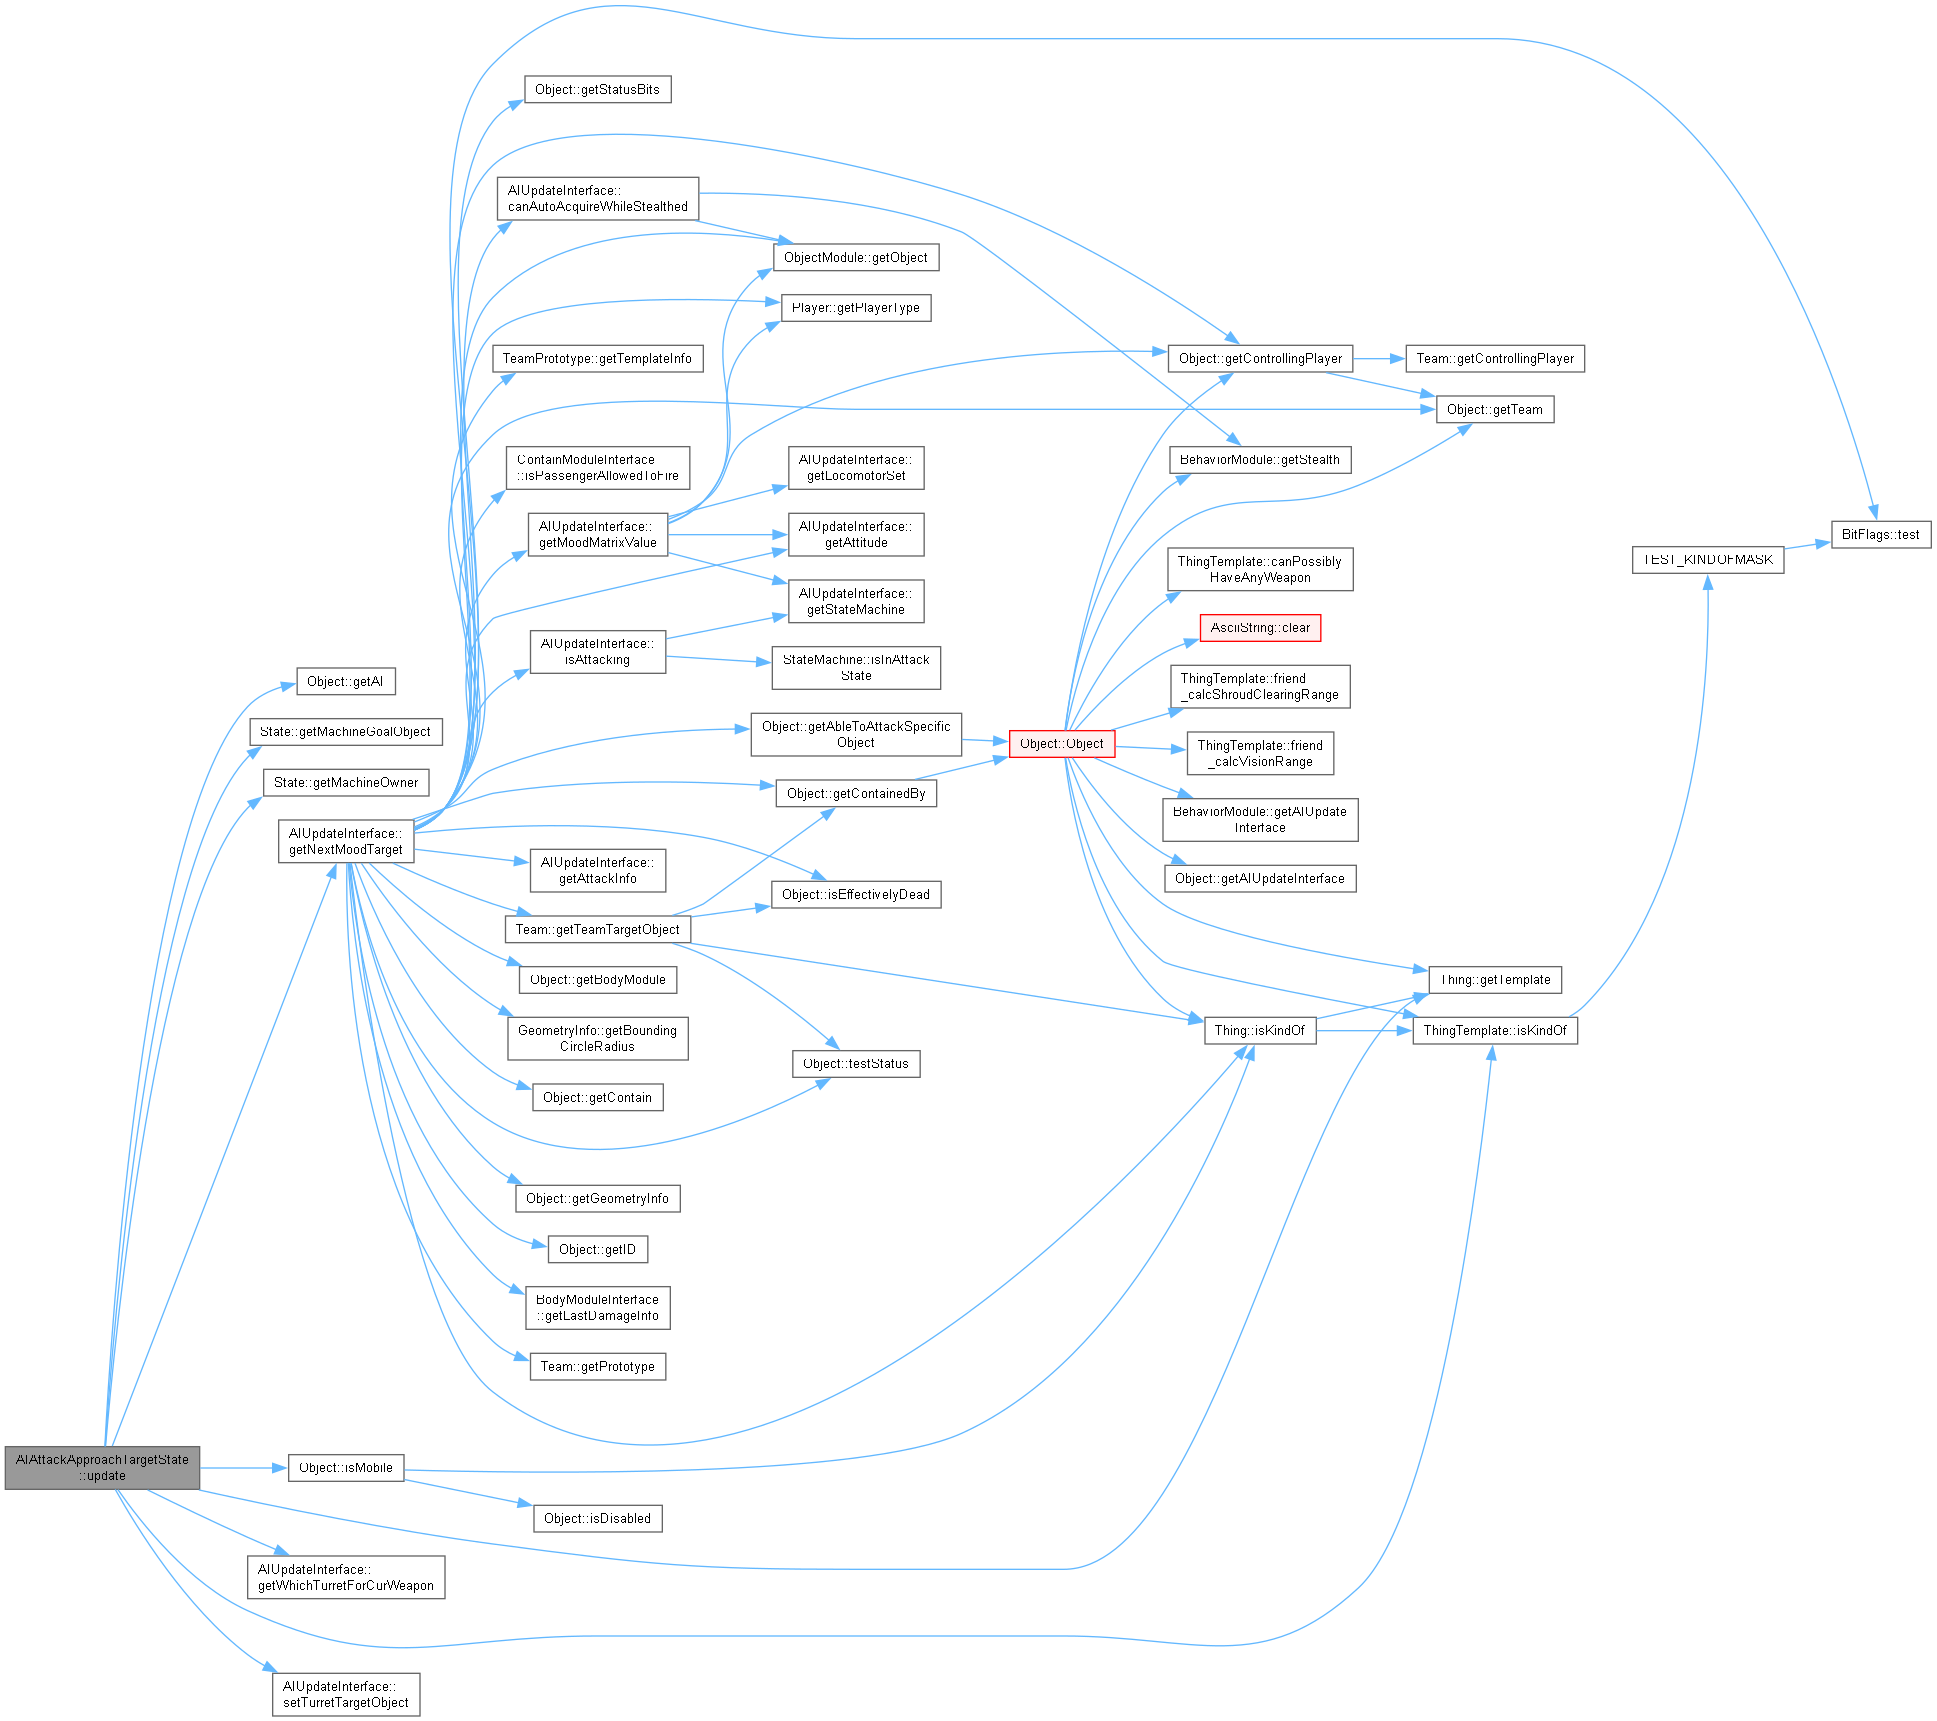 Object::getStatusBits
AIUpdateInterface::
canAutoAcquireWhileStealthed
ObjectModule::getObject
Player::getPlayerType
TeamPrototype::getTemplateInfo
Object::getControllingPlayer
Team::getControllingPlayer
Object::getTeam
ContainModuleInterface
::isPassengerAllowedToFire
AIUpdateInterface::
getLocomotorSet
BehaviorModule::getStealth
AIUpdateInterface::
getMoodMatrixValue
AIUpdateInterface::
getAttitude
BitFlags::test
TEST_KINDOFMASK
ThingTemplate::canPossibly
HaveAnyWeapon
AIUpdateInterface::
getStateMachine
AsciiString::clear
AIUpdateInterface::
isAttacking
StateMachine::isInAttack
State
Object::getAI
ThingTemplate::friend
_calcShroudClearingRange
State::getMachineGoalObject
Object::getAbleToAttackSpecific
Object
Object::Object
ThingTemplate::friend
_calcVisionRange
State::getMachineOwner
Object::getContainedBy
BehaviorModule::getAIUpdate
Interface
AIUpdateInterface::
getNextMoodTarget
AIUpdateInterface::
getAttackInfo
Object::isEffectivelyDead
Object::getAIUpdateInterface
Team::getTeamTargetObject
Object::getBodyModule
Thing::getTemplate
GeometryInfo::getBounding
CircleRadius
Thing::isKindOf
ThingTemplate::isKindOf
Object::testStatus
Object::getContain
Object::getGeometryInfo
Object::getID
BodyModuleInterface
::getLastDamageInfo
Team::getPrototype
AIAttackApproachTargetState
::update
Object::isMobile
Object::isDisabled
AIUpdateInterface::
getWhichTurretForCurWeapon
AIUpdateInterface::
setTurretTargetObject